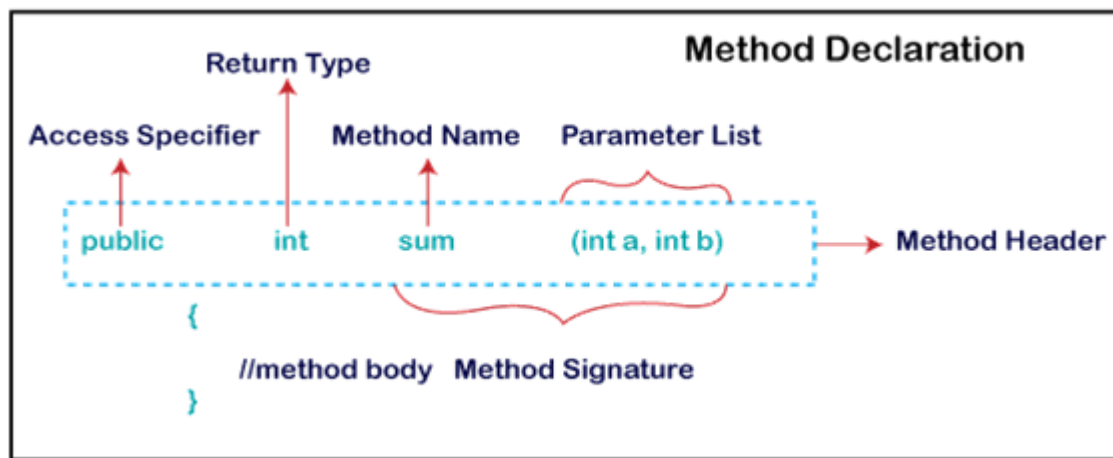 Method Declaration
Return Type
Access Specifier
Method Name
Parameter List
public int sum (int a, int b)
Method Header
{
//method body Method Signature
}